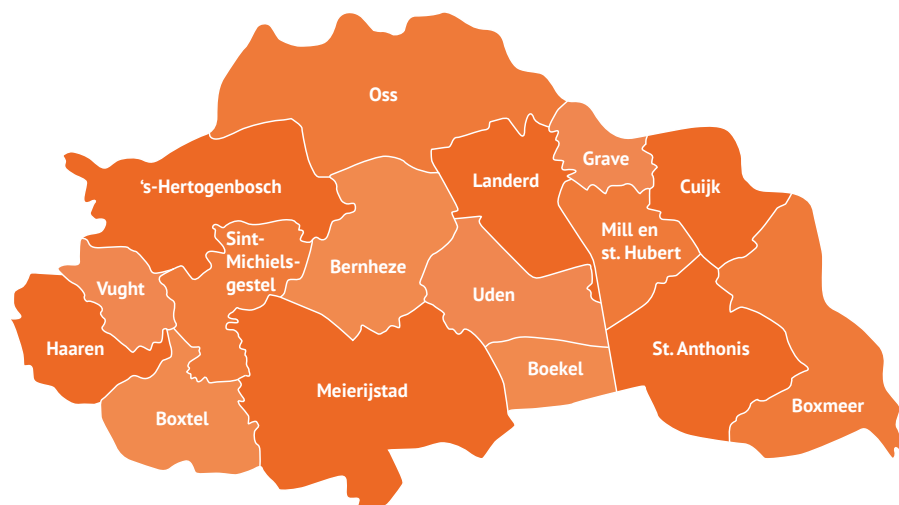 Oss
Grave
's-Hertogenbosch
Landerd
Cuijk
Mill en
st. Hubert
Sint-
Michiels-
gestel
Bernheze
Vught
Uden
Haaren
St. Anthonis
Boekel
Meierijstad
Boxtel
Boxmeer